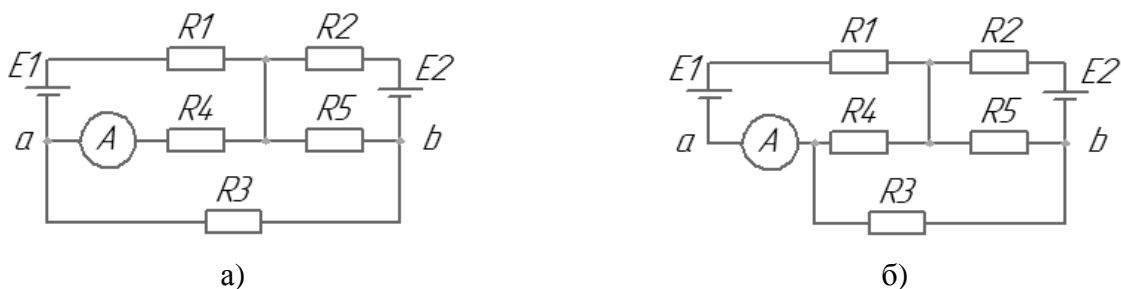 R1 R2
E1 E2
R4 R5
a A b
R3
а)
R1 R2
E1 E2
R4 R5
a A b
R3
б)